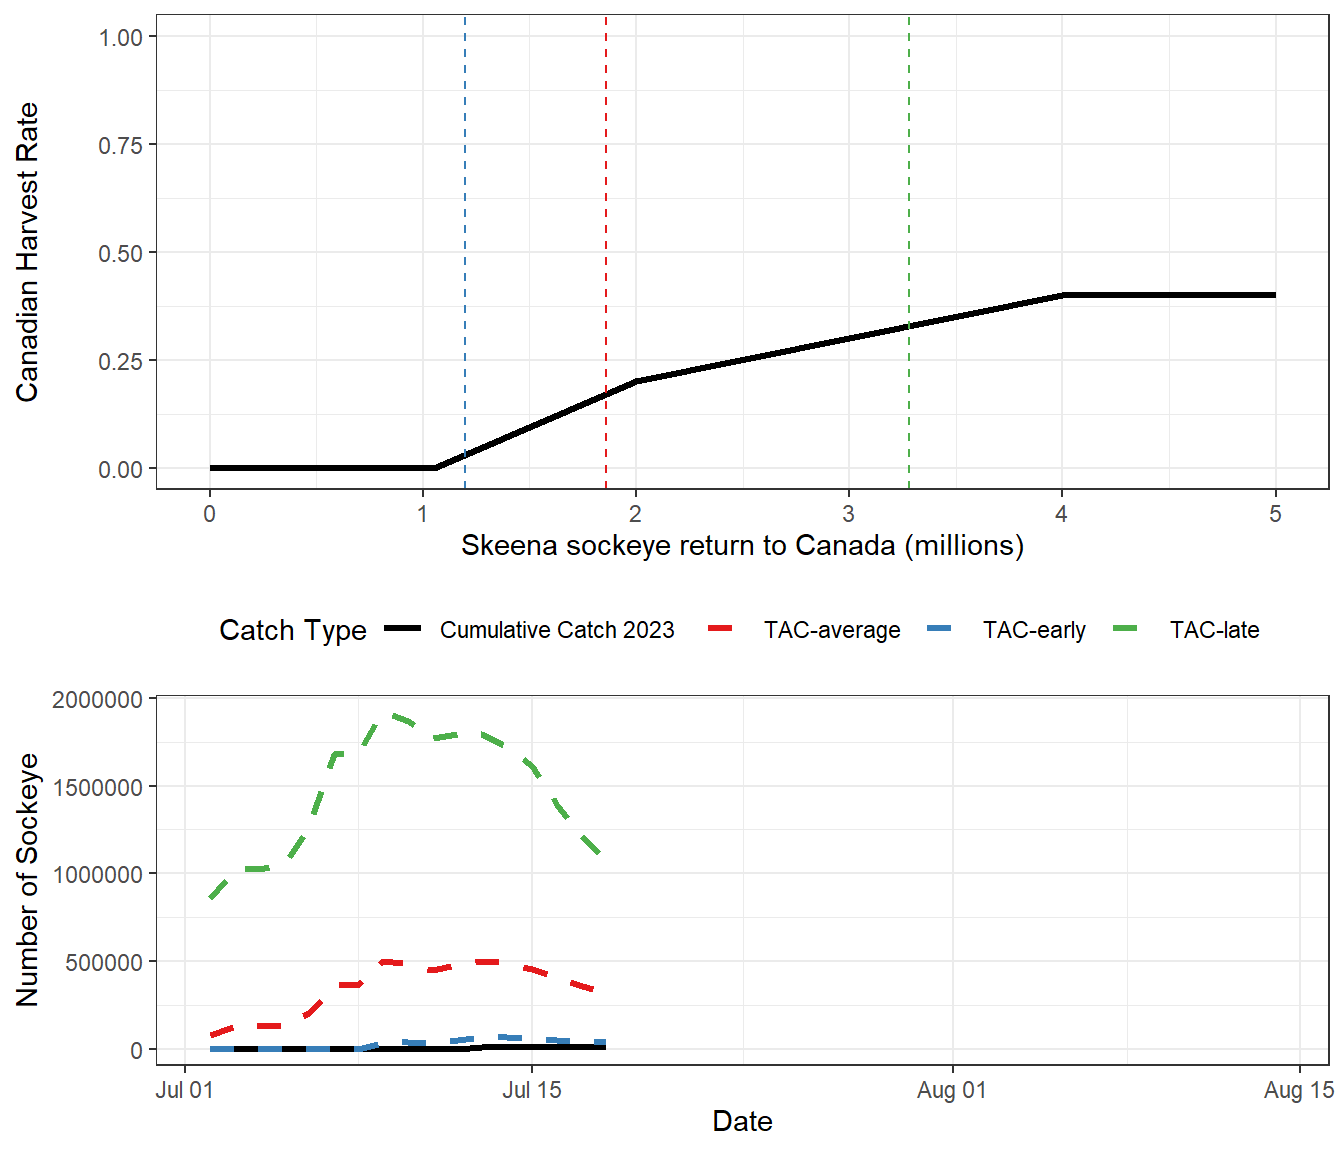 1.00
0.75
0.50
0.25
0.00
Canadian Harvest Rate
0 1 2 3 4 5
Skeena sockeye return to Canada (millions)
Catch Type Cumulative Catch 2023 TAC-average TAC-early TAC-late
2000000
1500000
1000000
500000
0
Number of Sockeye
Jul 01 Jul 15 Aug 01 Aug 15
Date